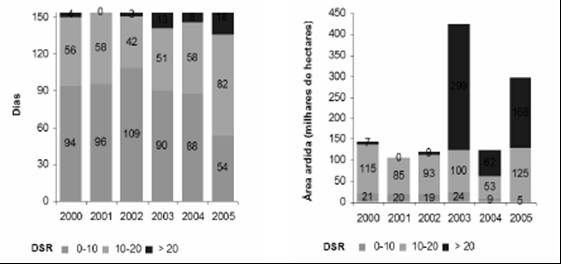 150
120
90
60
30
0
Dias
4 0 3 13
56 58 42 51 58 82
94 96 109 90 88 54
2000 2001 2002 2003 2004 2005
DSR 0-10 10-20 > 20
450
400
350
300
250
200
150
100
50
0
Área ardida (milhares de hectares)
7 0 9 299 62
115 85 93 100 53 125
21 20 19 24 9 5
2000 2001 2002 2003 2004 2005
DSR 0-10 10-20 > 20